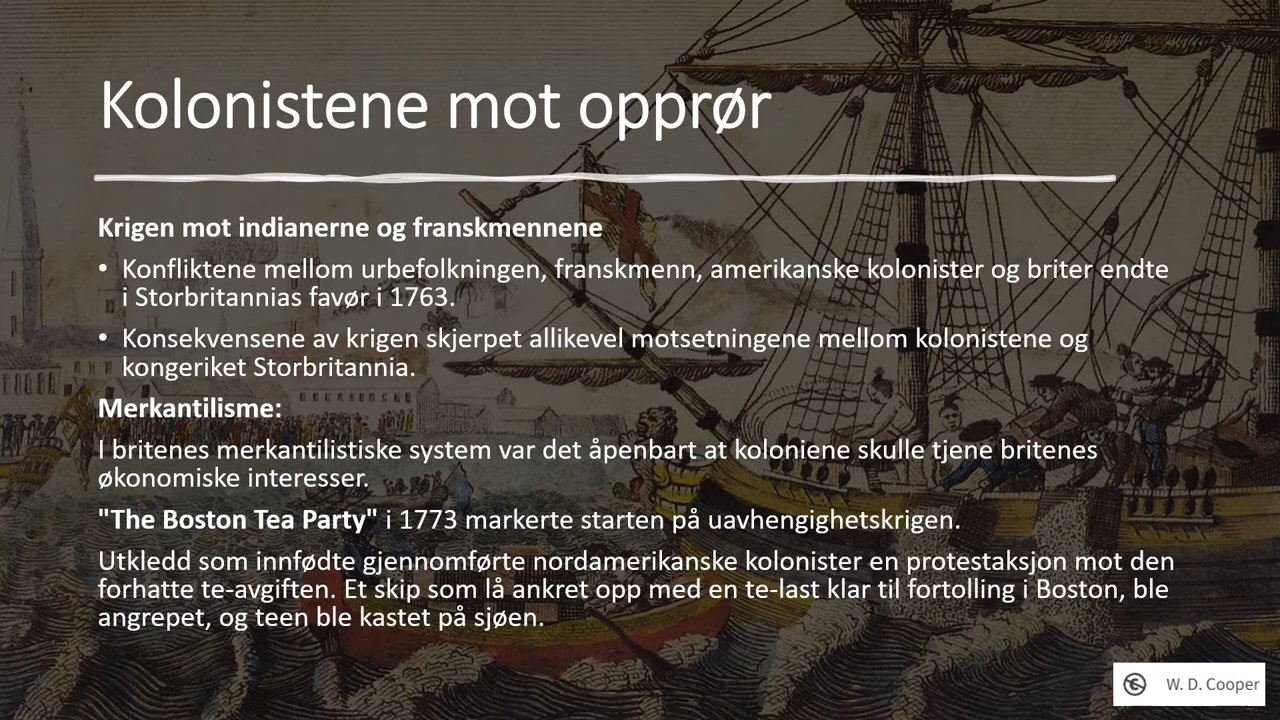 Kolonistene mot opprør
Krigen mot indianerne og franskmennene
• Konfliktene mellom urbefolkningen, franskmenn, amerikanske kolonister og briter endte
i Storbritannias favør i 1763.
• Konsekvensene av krigen skjerpet allikevel motsetningene mellom kolonistene og
kongeriket Storbritannia.
Merkantilisme:
I britenes merkantilistiske system var det åpenbart at koloniene skulle tjene britenes
økonomiske interesser.
"The Boston Tea Party" i 1773 markerte starten på uavhengighetskrigen.
Utkledd som innfødte gjennomførte nordamerikanske kolonister en protestaksjon mot den
forhatte te-avgiften. Et skip som lå ankret opp med en te-last klar til fortolling i Boston, ble
angrepet, og teen ble kastet på sjøen.
W. D. Cooper